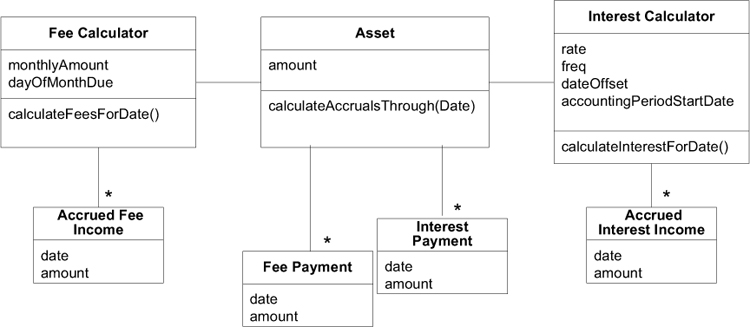 Fee Calculator
monthlyAmount
dayOfMonthDue
calculateFeesForDate()
Asset
amount
calculateAccrualsThrough(Date)
Interest Calculator
rate
freq
dateOffset
accountingPeriodStartDate
calculateInterestForDate()
*
Accrued Fee
Income
date
amount
*
Fee Payment
date
amount
*
Interest
Payment
date
amount
*
Accrued
Interest Income
date
amount